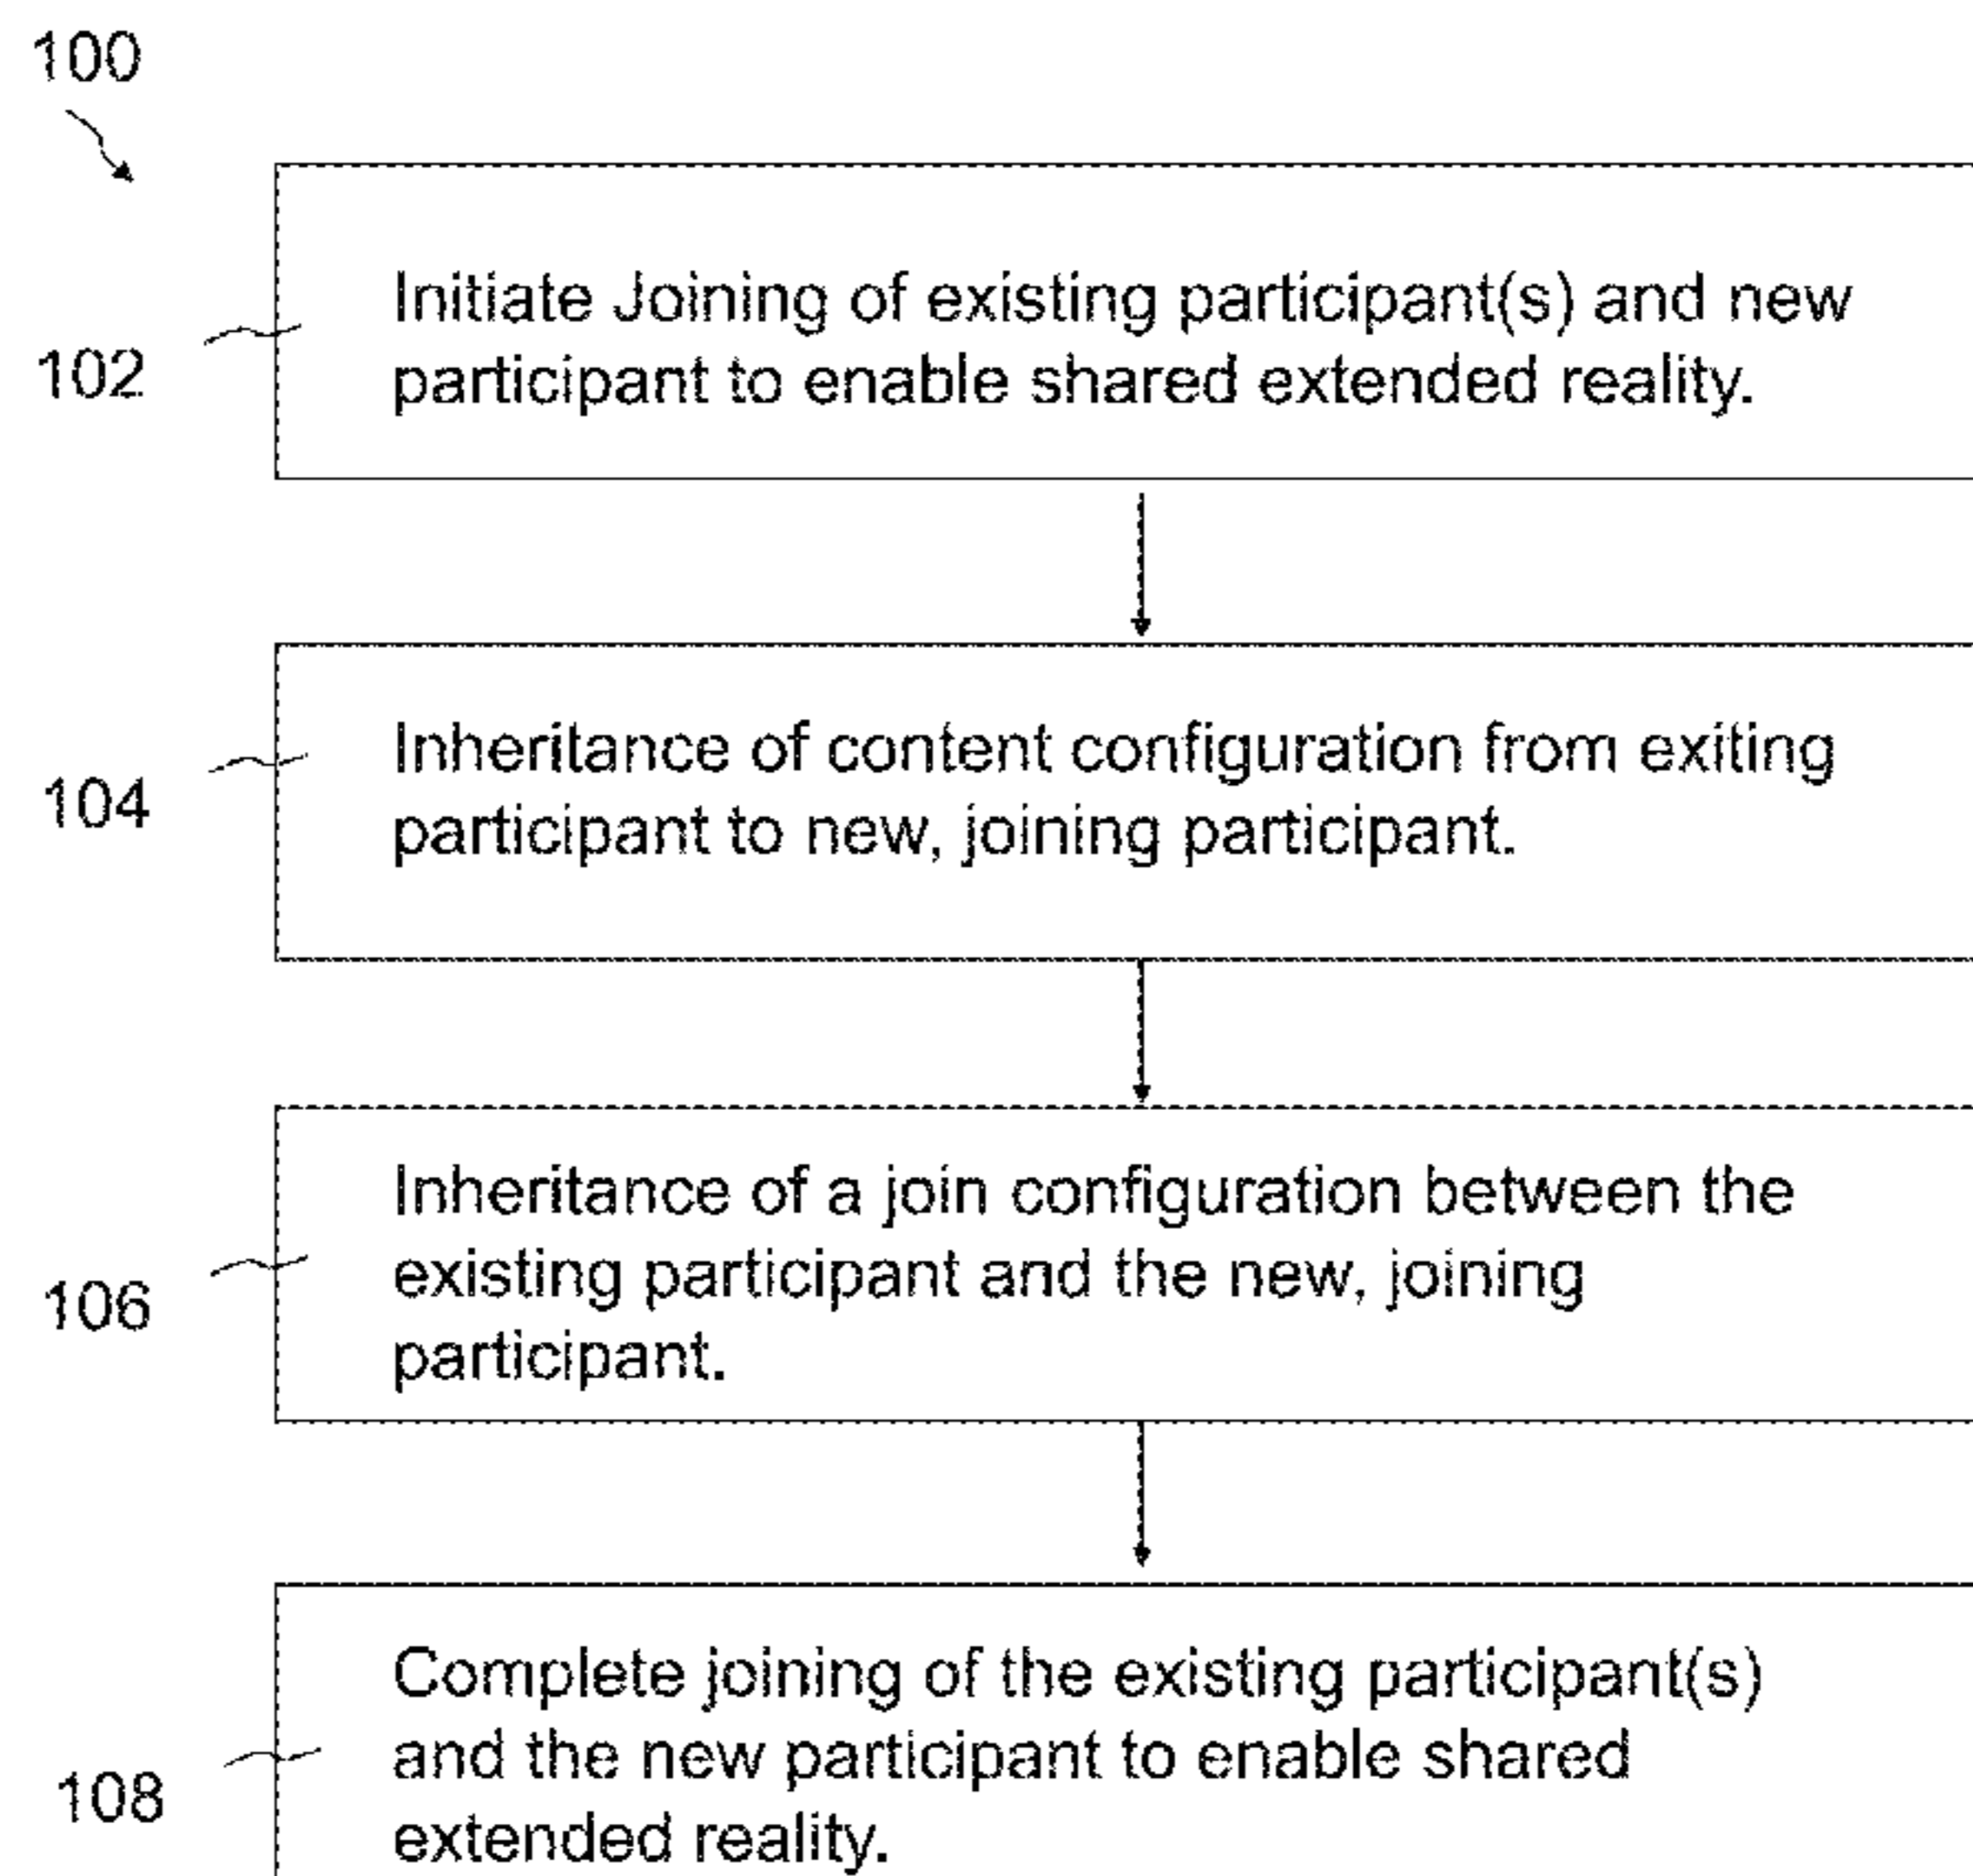 100
102
Initiate Joining of existing participant(s) and new
participant to enable shared extended reality.
104
Inheritance of content configuration from exiting
participant to new, joining participant.
106
Inheritance of a join configuration between the
existing participant and the new, joining
participant.
108
Complete joining of the existing participant(s)
and the new participant to enable shared
extended reality.